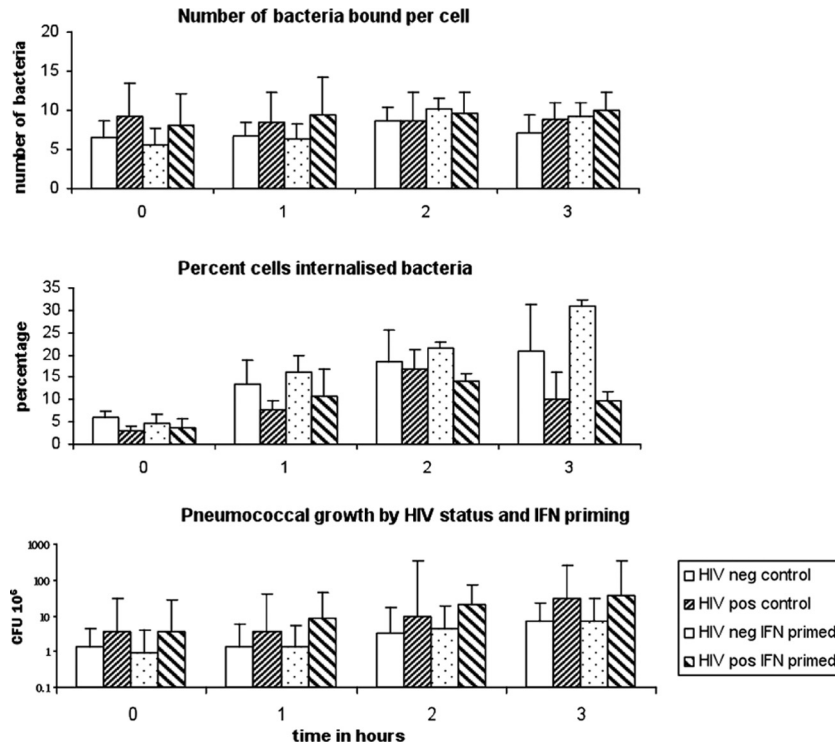 Number of bacteria bound per cell
number of bacteria
20
15
10
5
0
0 1 2 3
Percent cells internalised bacteria
percentage
35
30
25
20
15
10
5
0
0 1 2 3
Pneumococcal growth by HIV status and IFN priming
CFU 10⁶
1000
100
10
1
0.1
0 1 2 3
time in hours
HIV neg control
HIV pos control
HIV neg IFN primed
HIV pos IFN primed